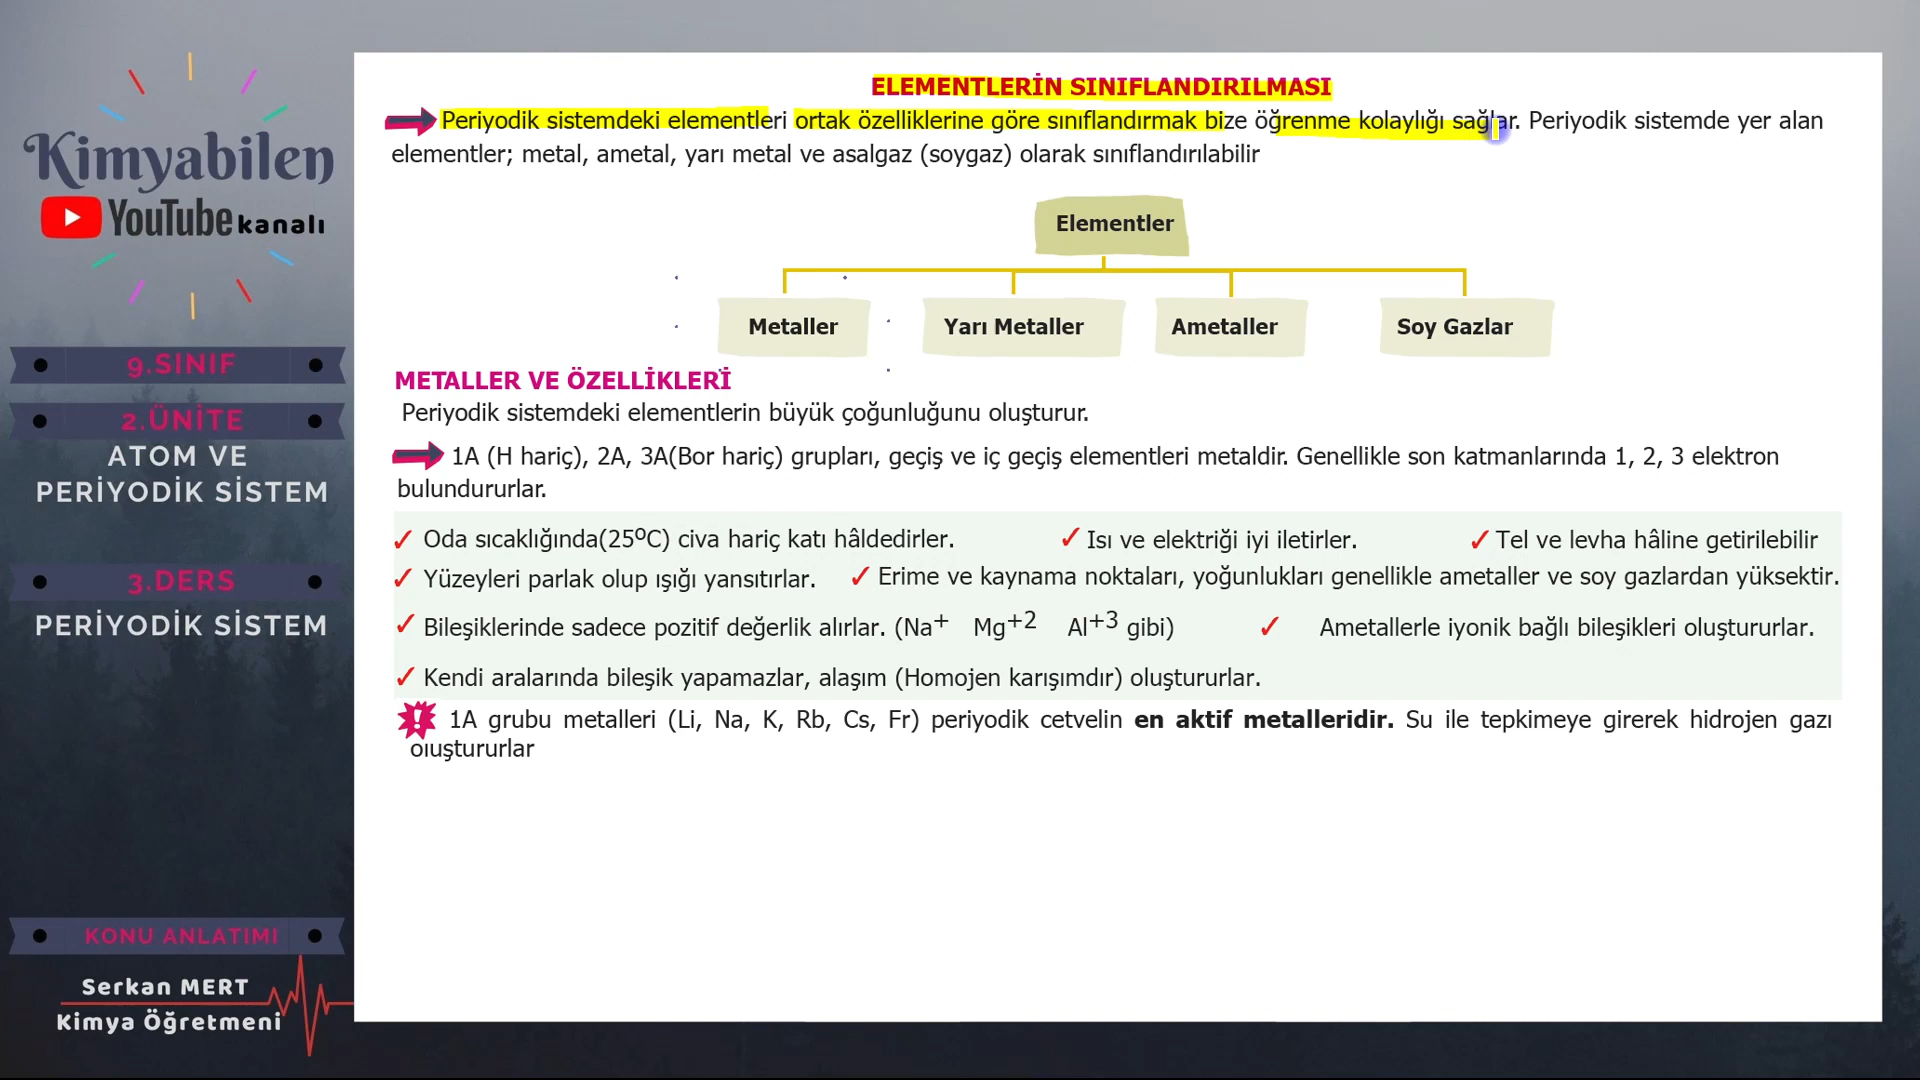 Kimyabilen
YouTube kanalı
9.SINIF
2.ÜNİTE
ATOM VE
PERİYODİK SİSTEM
3.DERS
PERİYODİK SİSTEM
KONU ANLATIMI
Serkan MERT
Kimya Öğretmeni
ELEMENTLERİN SINIFLANDIRILMASI
Periyodik sistemdeki elementleri ortak özelliklerine göre sınıflandırmak bize öğrenme kolaylığı sağlar. Periyodik sistemde yer alan
elementler; metal, ametal, yarı metal ve asalgaz (soygaz) olarak sınıflandırılabilir
Elementler
Metaller Yarı Metaller Ametaller Soy Gazlar
METALLER VE ÖZELLİKLERİ
Periyodik sistemdeki elementlerin büyük çoğunluğunu oluşturur.
1A (H hariç), 2A, 3A(Bor hariç) grupları, geçiş ve iç geçiş elementleri metaldir. Genellikle son katmanlarında 1, 2, 3 elektron
bulundururlar.
✓ Oda sıcaklığında(25⁰C) civa hariç katı hâldedirler. ✓ Isı ve elektriği iyi iletirler. ✓ Tel ve levha hâline getirilebilir
✓ Yüzeyleri parlak olup ışığı yansıtırlar. ✓ Erime ve kaynama noktaları, yoğunlukları genellikle ametaller ve soy gazlardan yüksektir.
✓ Bileşiklerinde sadece pozitif değerlik alırlar. (Na⁺ Mg⁺² Al⁺³ gibi) ✓ Ametallerle iyonik bağlı bileşikleri oluştururlar.
✓ Kendi aralarında bileşik yapamazlar, alaşım (Homojen karışımdır) oluştururlar.
! 1A grubu metalleri (Li, Na, K, Rb, Cs, Fr) periyodik cetvelin en aktif metalleridir. Su ile tepkimeye girerek hidrojen gazı
oluştururlar